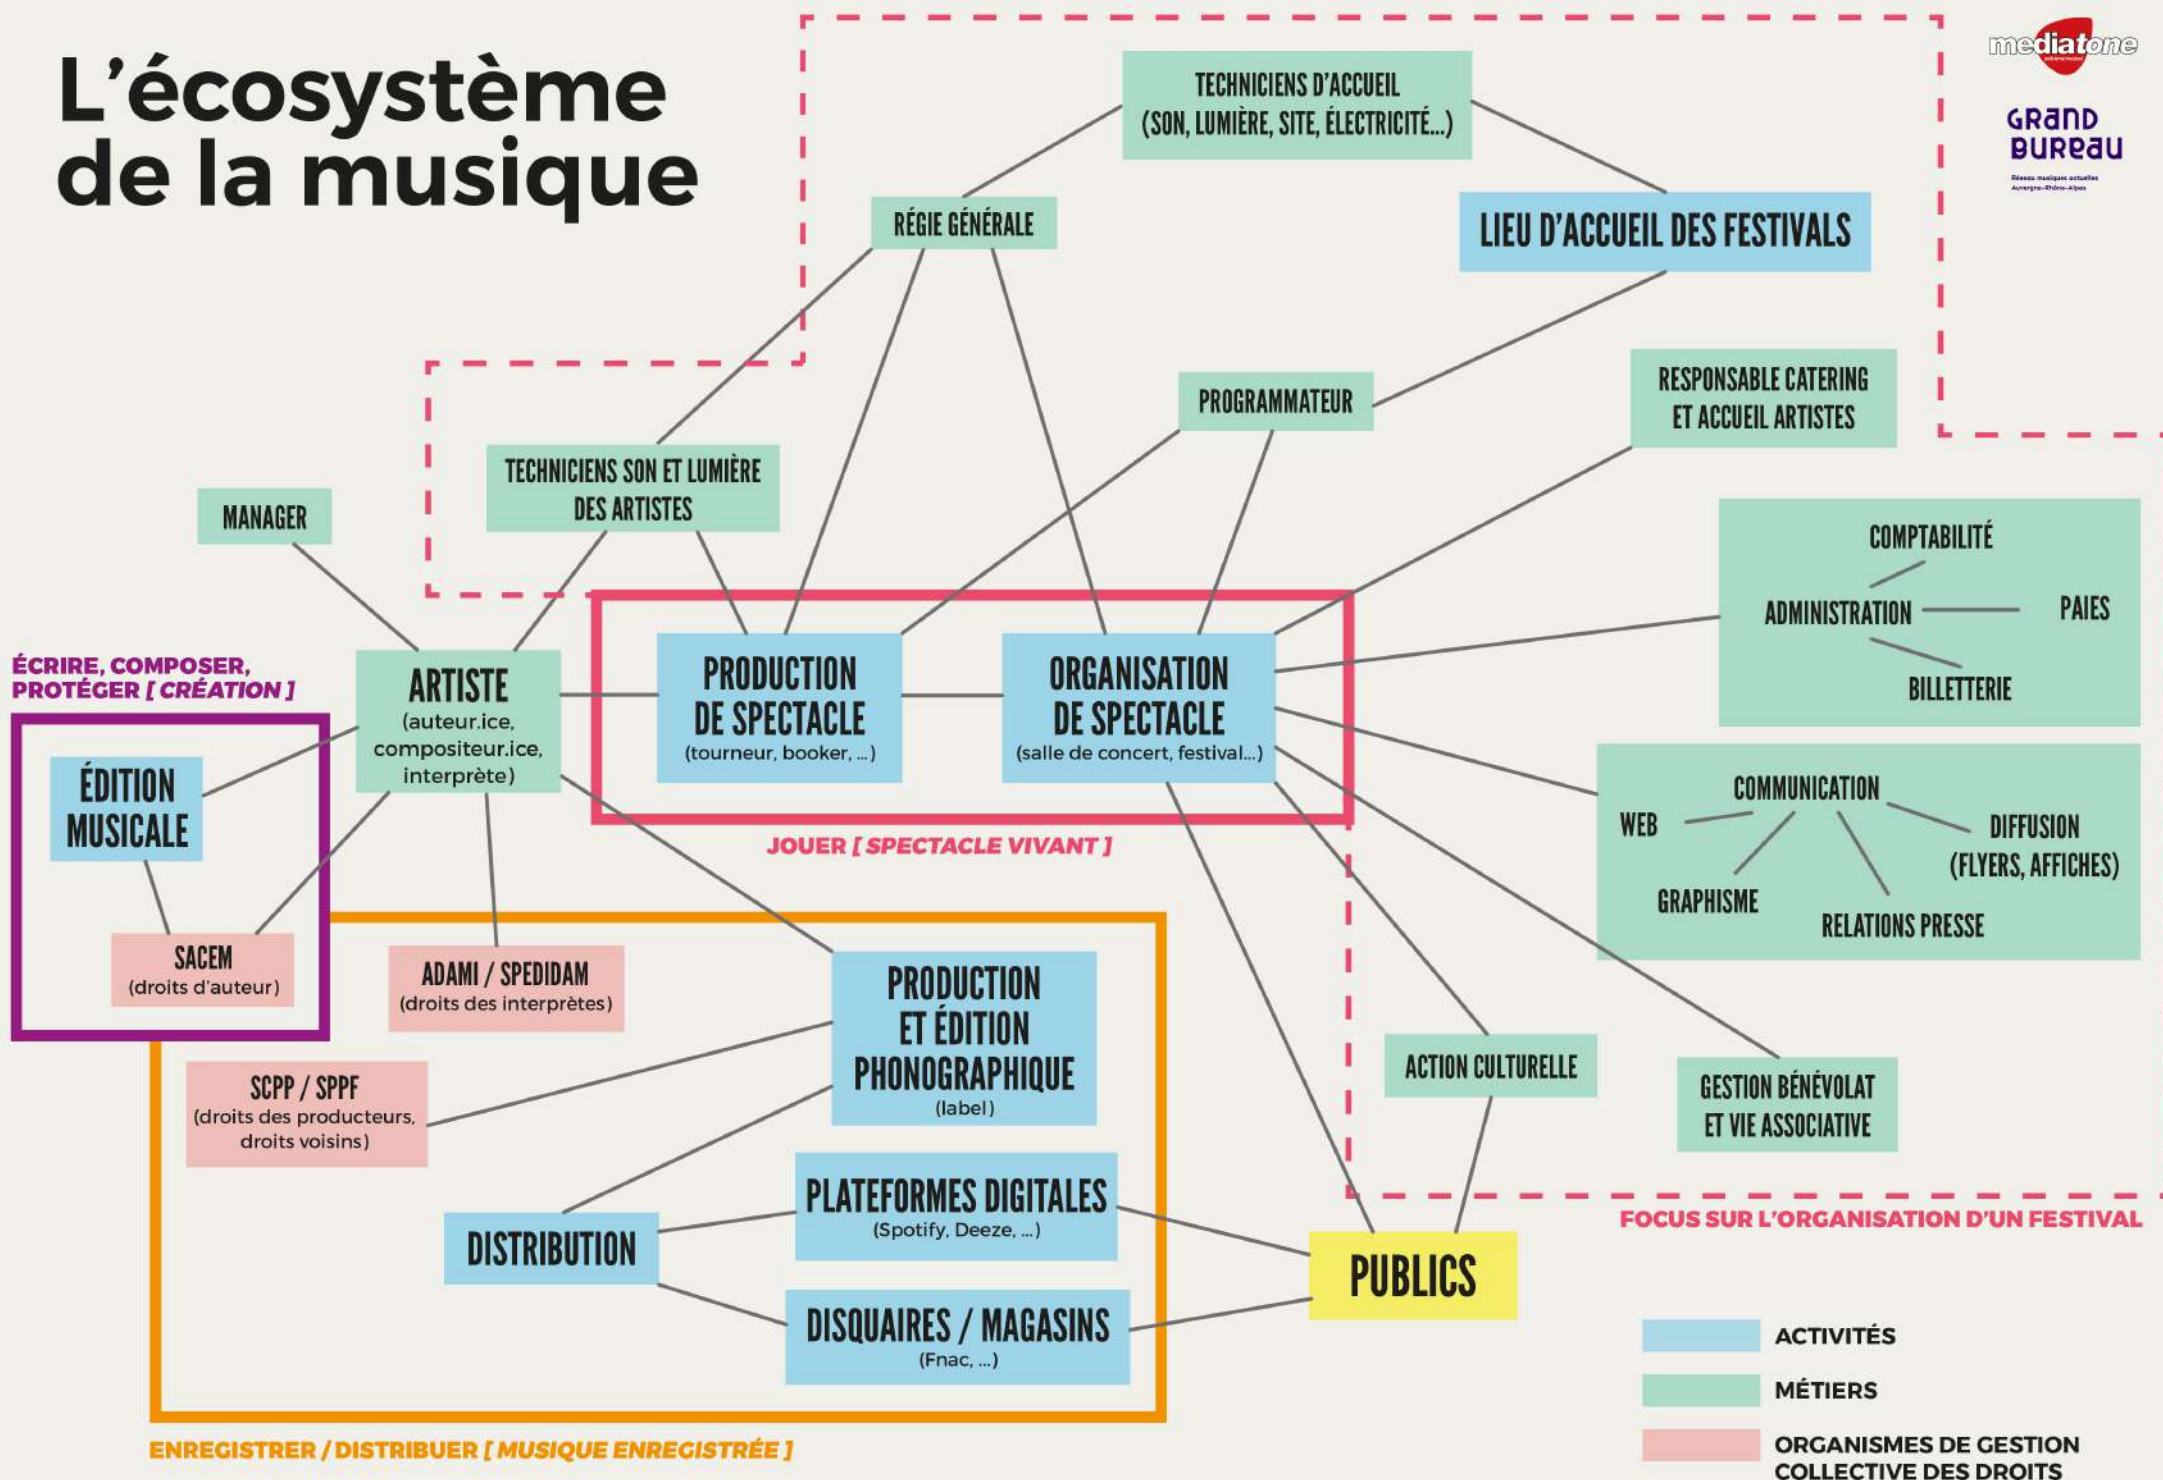 L'écosystème
de la musique
mediatone
GRAND
BUREAU
Réseau musiques actuelles
Auvergne-Rhône-Alpes
TECHNICIENS D'ACCUEIL
(SON, LUMIÈRE, SITE, ÉLECTRICITÉ...)
RÉGIE GÉNÉRALE
LIEU D'ACCUEIL DES FESTIVALS
PROGRAMMATEUR
RESPONSABLE CATERING
ET ACCUEIL ARTISTES
TECHNICIENS SON ET LUMIÈRE
DES ARTISTES
MANAGER
COMPTABILITÉ
ADMINISTRATION
PAIES
BILLETTERIE
ÉCRIRE, COMPOSER,
PROTÉGER [ CRÉATION ]
ARTISTE
(auteur.ice,
compositeur.ice,
interprète)
PRODUCTION
DE SPECTACLE
(tourneur, booker, ...)
ORGANISATION
DE SPECTACLE
(salle de concert, festival...)
ÉDITION
MUSICALE
JOUER [ SPECTACLE VIVANT ]
COMMUNICATION
WEB
DIFFUSION
(FLYERS, AFFICHES)
GRAPHISME
RELATIONS PRESSE
SACEM
(droits d'auteur)
ADAMI / SPEDIDAM
(droits des interprètes)
PRODUCTION
ET ÉDITION
PHONOGRAPHIQUE
(label)
SCPP / SPPF
(droits des producteurs,
droits voisins)
ACTION CULTURELLE
GESTION BÉNÉVOLAT
ET VIE ASSOCIATIVE
PLATEFORMES DIGITALES
(Spotify, Deeze, ...)
DISTRIBUTION
DISQUAIRES / MAGASINS
(Fnac, ...)
PUBLICS
FOCUS SUR L'ORGANISATION D'UN FESTIVAL
ENREGISTRER / DISTRIBUER [ MUSIQUE ENREGISTRÉE ]
ACTIVITÉS
MÉTIERS
ORGANISMES DE GESTION
COLLECTIVE DES DROITS